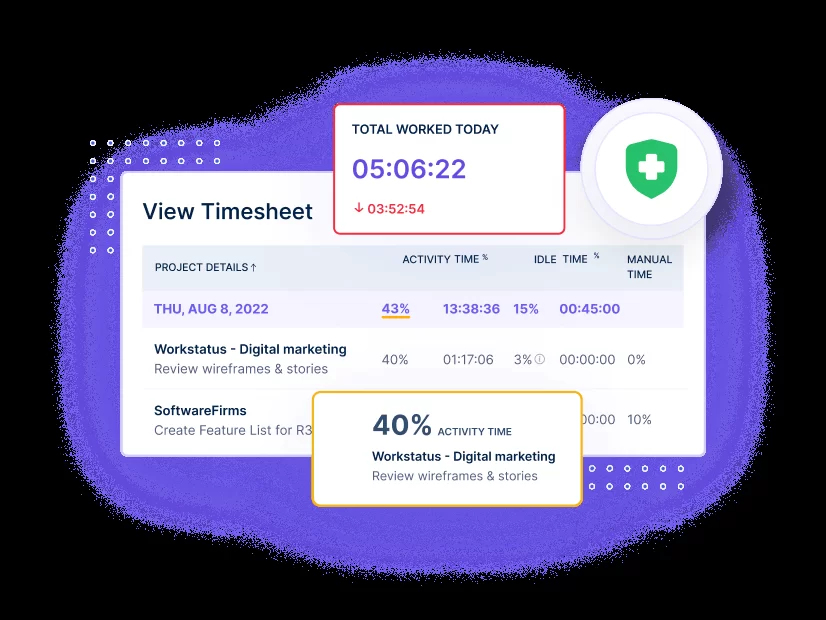 TOTAL WORKED TODAY
05:06:22
↓ 03:52:54
View Timesheet
PROJECT DETAILS ↑ ACTIVITY TIME % IDLE TIME % MANUAL TIME
THU, AUG 8, 2022 43% 13:38:36 15% 00:45:00
Workstatus - Digital marketing 40% 01:17:06 3% 00:00:00 0%
Review wireframes & stories
SoftwareFirms 00:00 10%
Create Feature List for R3
40% ACTIVITY TIME
Workstatus - Digital marketing
Review wireframes & stories